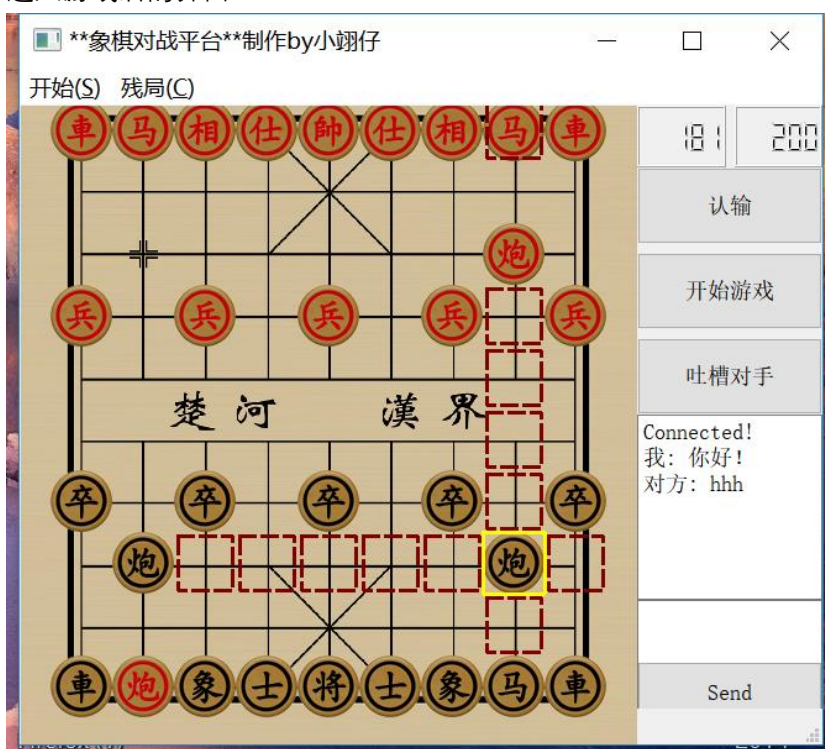 **象棋对战平台**制作by小翊仔
开始(S) 残局(C)
車 马 相 仕 帥 仕 相 马 車
181 200
认输
炮
开始游戏
兵 兵 兵 兵 兵
吐槽对手
楚河 漢界
Connected!
我: 你好!
对方: hhh
卒 卒 卒 卒 卒
炮 炮
車 炮 象 士 将 士 象 马 車
Send